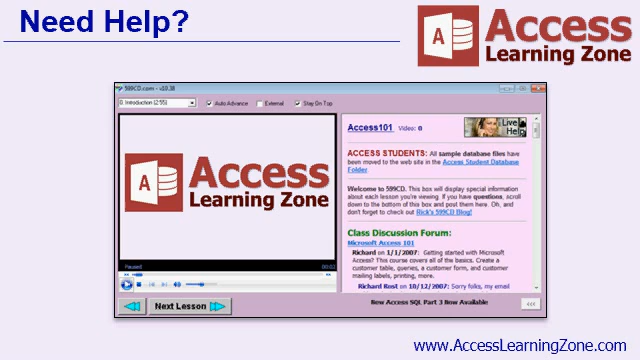 Need Help?
A
Access
Learning Zone
599CD.com - v10.38
0. Introduction (2:55)
Auto Advance
External
Stay On Top
A
Access
Learning Zone
Paused
00:03
Next Lesson
Access101 Video: 0
Live Help
ACCESS STUDENTS: All sample database files have
been moved to the web site in the Access Student Database
Folder
Welcome to 599CD. This box will display special information
about each lesson you're viewing. If you have questions, scroll
down to the bottom of this box and post them here. Oh, and
don't forget to check out Rick's 599CD Blog!
Class Discussion Forum:
Microsoft Access 101
Richard on 1/1/2007: Getting started with Microsoft
Access? This course covers all of the basics. Create a
customer table, queries, a customer form, and customer
mailing labels, printing, more.
Richard Rost on 10/12/2007: Sorry folks, my email
New Access SQL Part 3 Now Available
<<<
www.AccessLearningZone.com